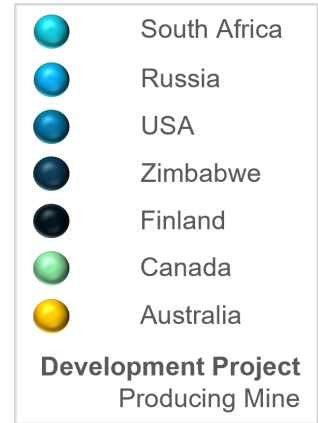 South Africa
Russia
USA
Zimbabwe
Finland
Canada
Australia
Development Project
Producing Mine